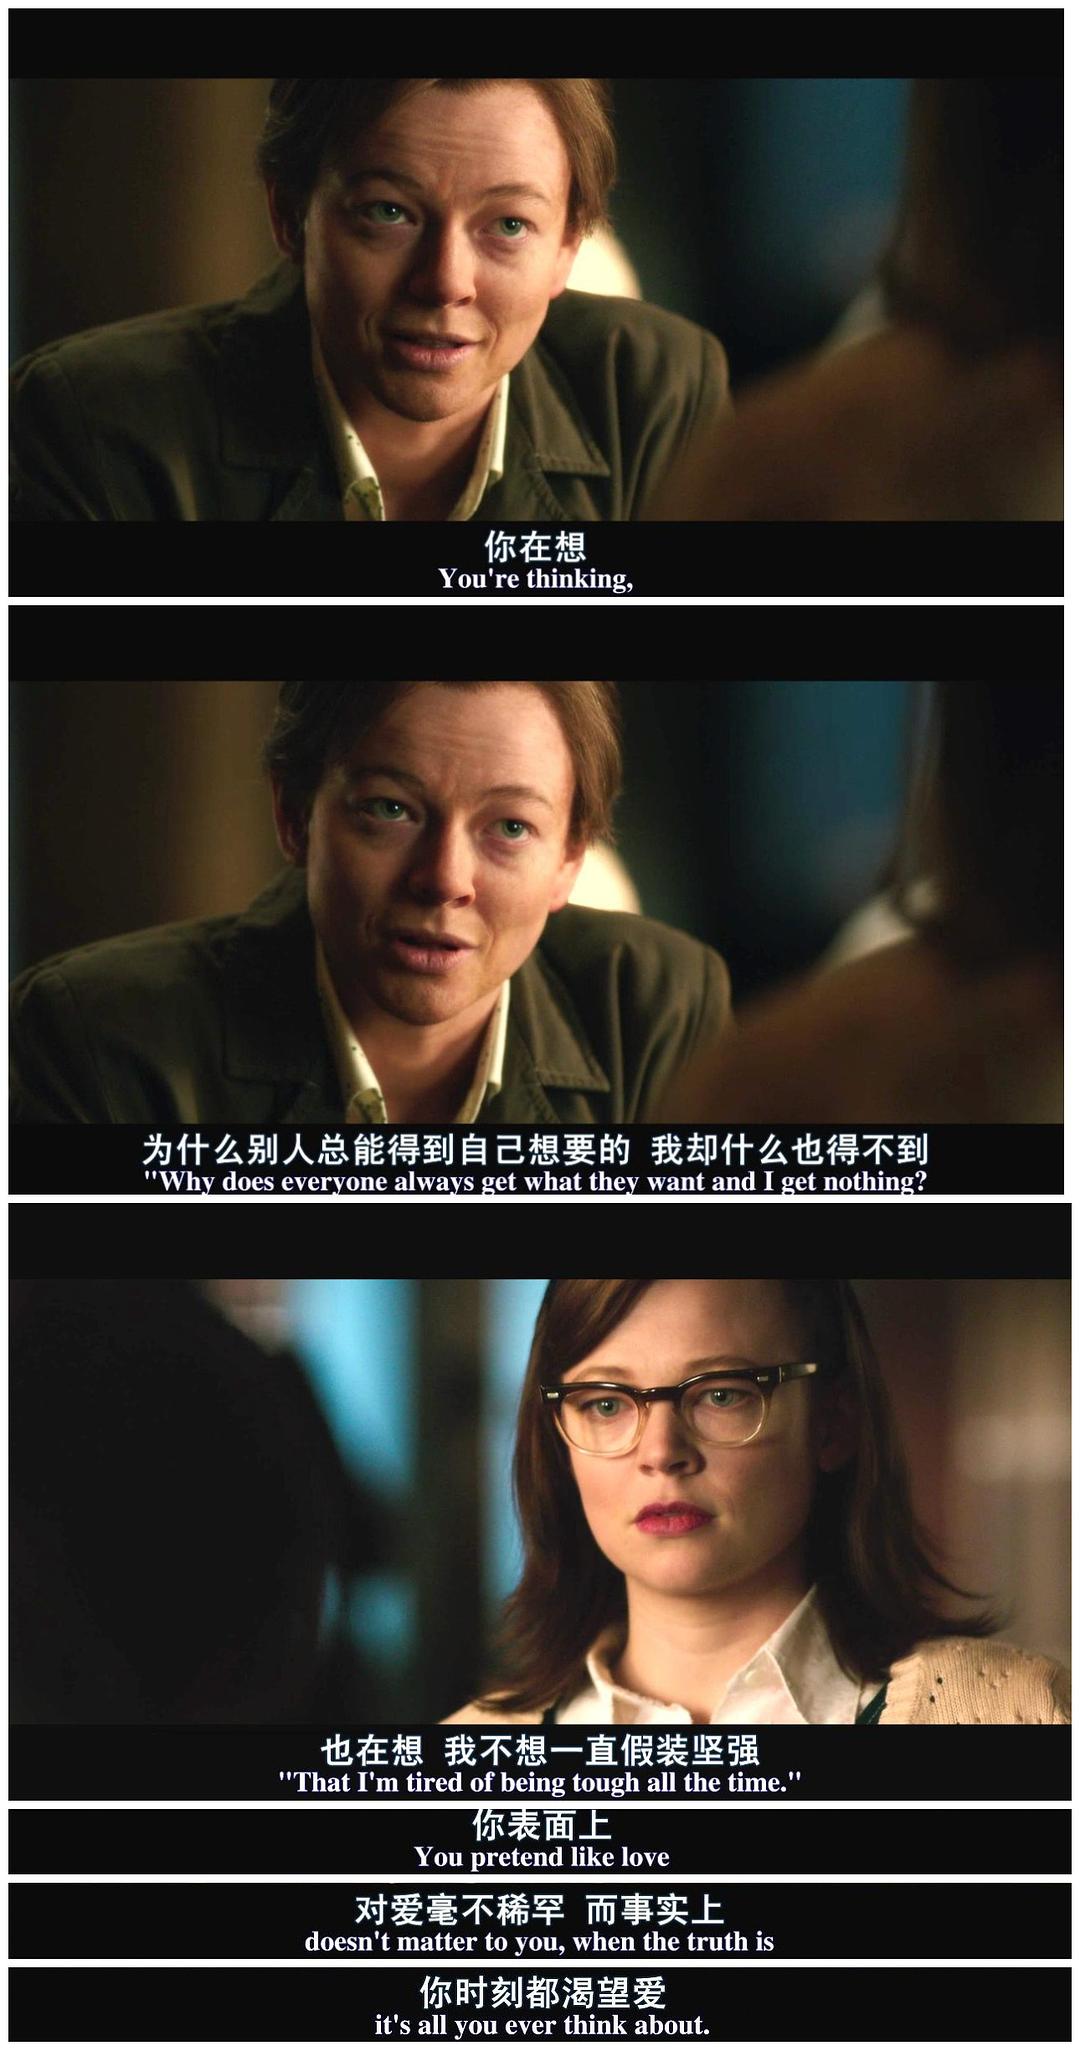 你在想
You're thinking,
为什么别人总能得到自己想要的 我却什么也得不到
"Why does everyone always get what they want and I get nothing?
也在想 我不想一直假装坚强
"That I'm tired of being tough all the time."
你表面上
You pretend like love
对爱毫不稀罕 而事实上
doesn't matter to you, when the truth is
你时刻都渴望爱
it's all you ever think about.